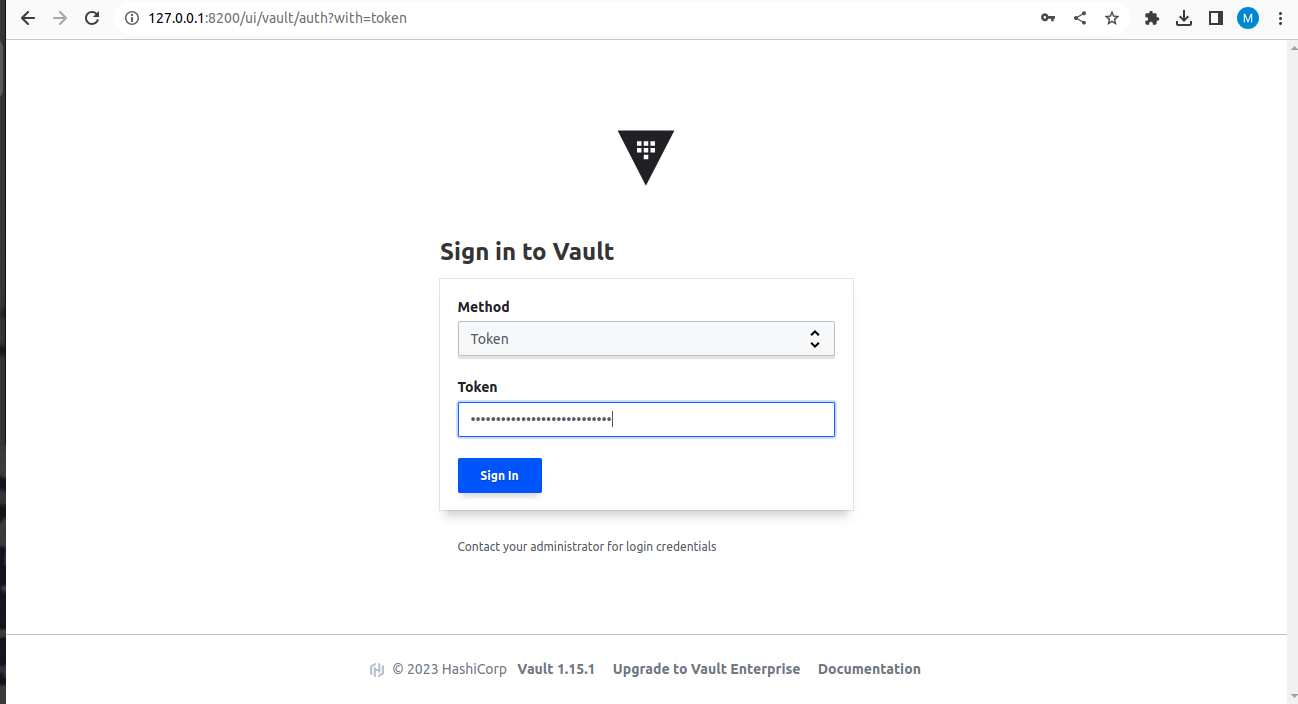 127.0.0.1:8200/ui/vault/auth?with=token
M
Sign in to Vault
Method
Token
Token
••••••••••••••••••••••••••••
Sign In
Contact your administrator for login credentials
© 2023 HashiCorp Vault 1.15.1 Upgrade to Vault Enterprise Documentation